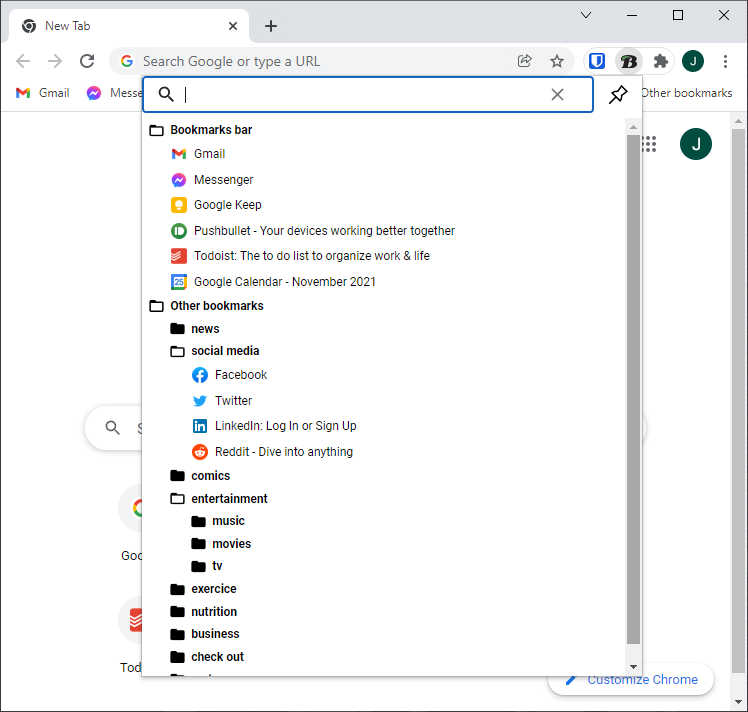 New Tab
Search Google or type a URL
J
Gmail
Messe
Other bookmarks
Bookmarks bar
Gmail
J
Messenger
Google Keep
Pushbullet - Your devices working better together
Todoist: The to do list to organize work & life
25
Google Calendar - November 2021
Other bookmarks
news
social media
Facebook
Twitter
in
LinkedIn: Log In or Sign Up
Reddit - Dive into anything
comics
entertainment
music
movies
Goo
tv
exercice
nutrition
business
check out
Tod
Customize Chrome